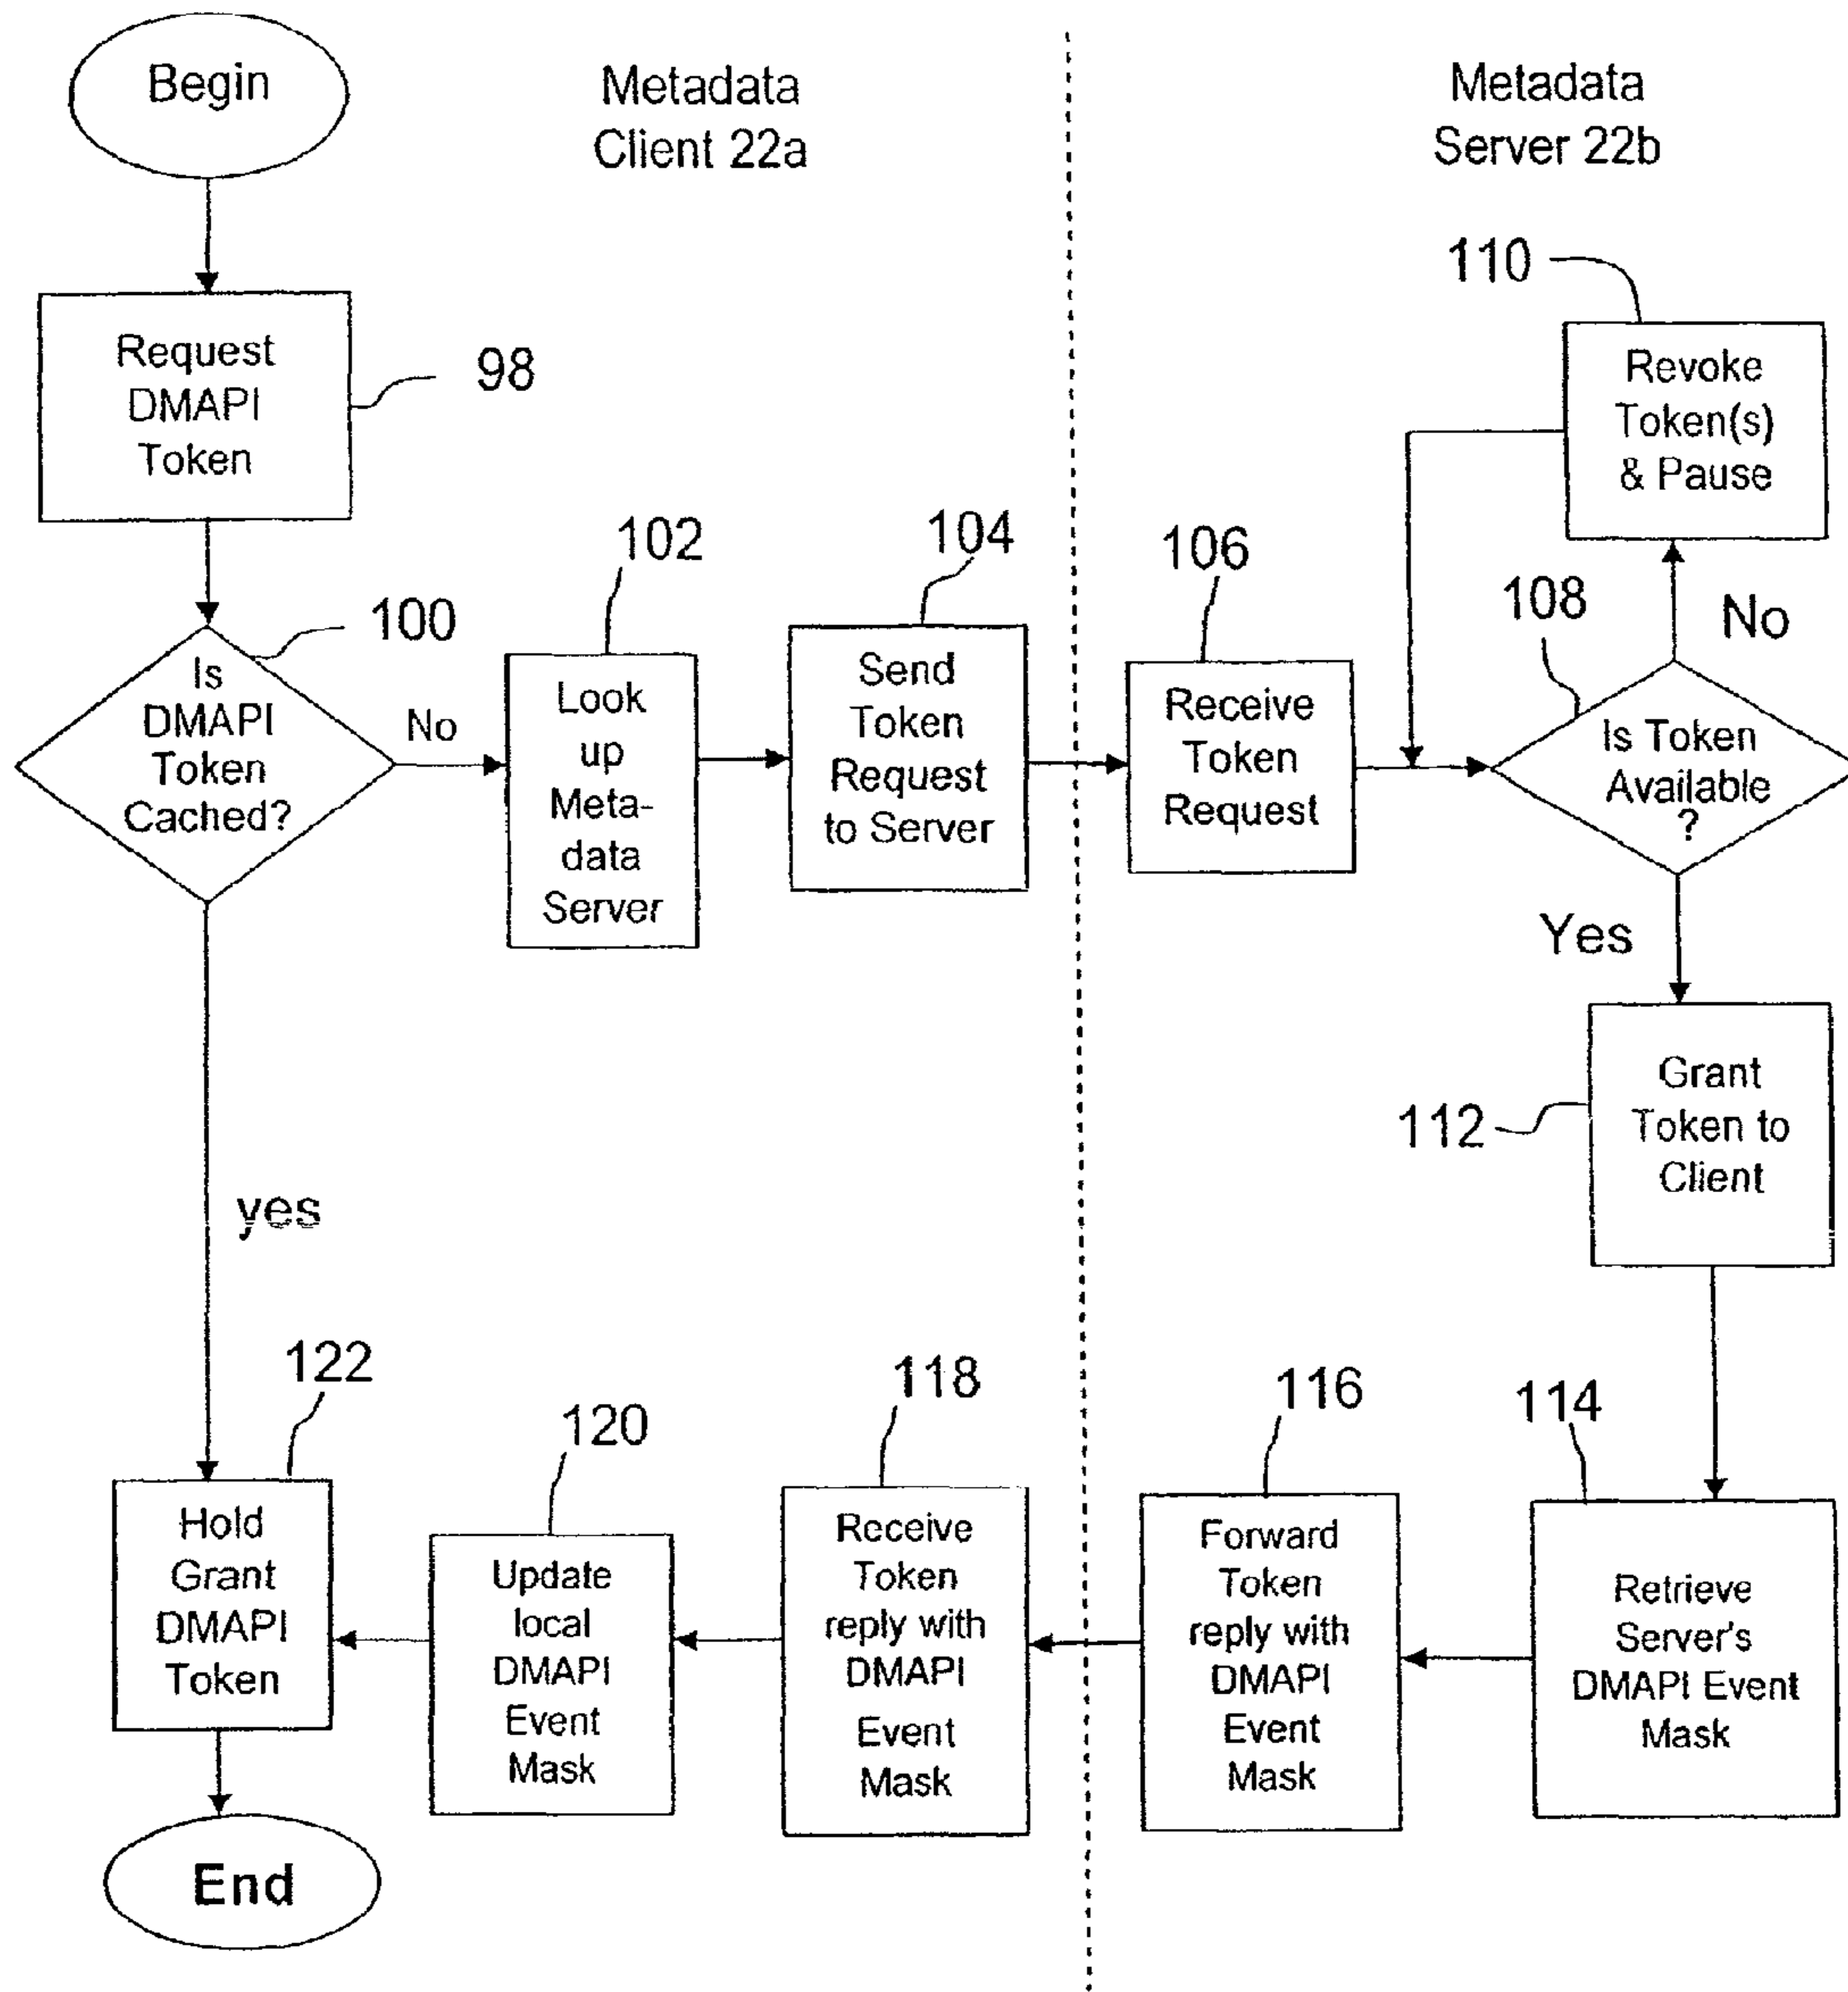 Begin
Metadata
Client 22a
Metadata
Server 22b
110
Revoke
Token(s)
& Pause
Request
DMAPI
Token
98
102
104
106
108
No
100
Is
DMAPI
Token
Cached?
No
Look
up
Meta-
data
Server
Send
Token
Request
to Server
Receive
Token
Request
Is Token
Available
?
Yes
Grant
Token to
Client
112
yes
122
120
118
116
114
Hold
Grant
DMAPI
Token
Update
local
DMAPI
Event
Mask
Receive
Token
reply with
DMAPI
Event
Mask
Forward
Token
reply with
DMAPI
Event
Mask
Retrieve
Server's
DMAPI Event
Mask
End